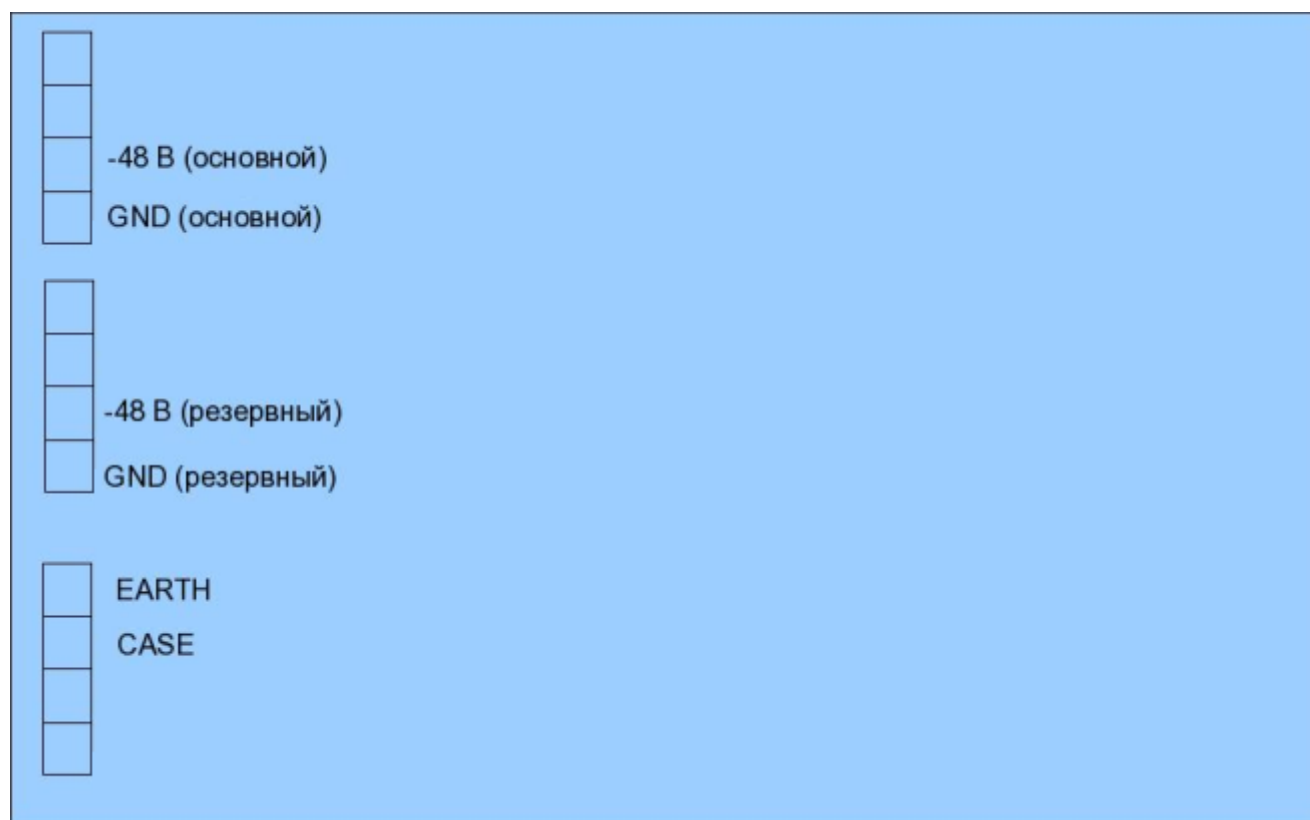 -48 В (основной)
GND (основной)
-48 В (резервный)
GND (резервный)
EARTH
CASE